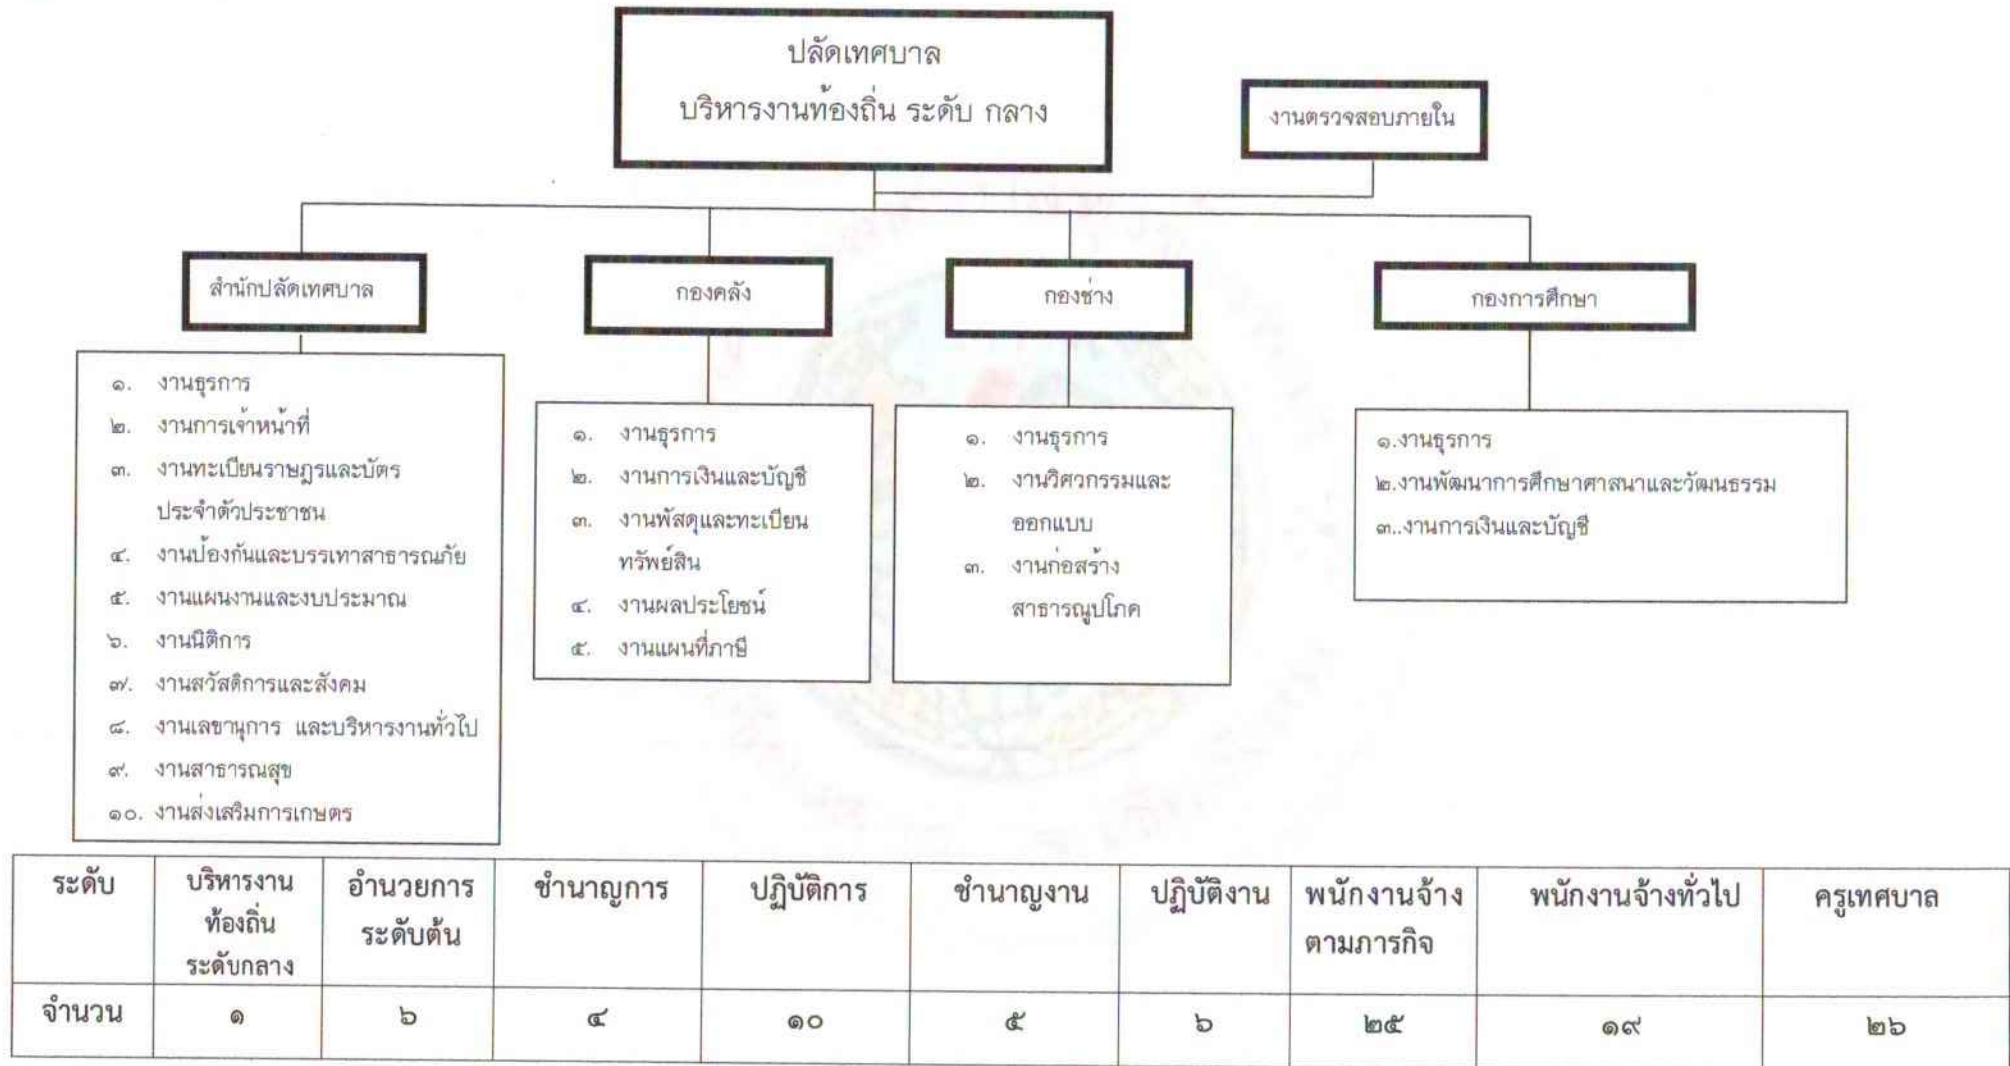 ปลัดเทศบาล
บริหารงานท้องถิ่น ระดับ กลาง
งานตรวจสอบภายใน
สำนักปลัดเทศบาล
กองคลัง
กองช่าง
กองการศึกษา
๑. งานธุรการ
๒. งานการเจ้าหน้าที่
๓. งานทะเบียนราษฎรและบัตร
ประจำตัวประชาชน
๔. งานป้องกันและบรรเทาสาธารณภัย
๕. งานแผนงานและงบประมาณ
๖. งานนิติการ
๗. งานสวัสดิการและสังคม
๘. งานเลขานุการ และบริหารงานทั่วไป
๙. งานสาธารณสุข
๑๐. งานส่งเสริมการเกษตร
๑. งานธุรการ
๒. งานการเงินและบัญชี
๓. งานพัสดุและทะเบียน
ทรัพย์สิน
๔. งานผลประโยชน์
๕. งานแผนที่ภาษี
๑. งานธุรการ
๒. งานวิศวกรรมและ
ออกแบบ
๓. งานก่อสร้าง
สาธารณูปโภค
๑.งานธุรการ
๒.งานพัฒนาการศึกษาศาสนาและวัฒนธรรม
๓..งานการเงินและบัญชี
ระดับ บริหารงาน อำนวยการ ชำนาญการ ปฏิบัติการ ชำนาญงาน ปฏิบัติงาน พนักงานจ้าง พนักงานจ้างทั่วไป ครูเทศบาล
ท้องถิ่น ระดับต้น ตามภารกิจ
ระดับกลาง
จำนวน ๑ ๖ ๔ ๑๐ ๕ ๖ ๒๕ ๑๙ ๒๖